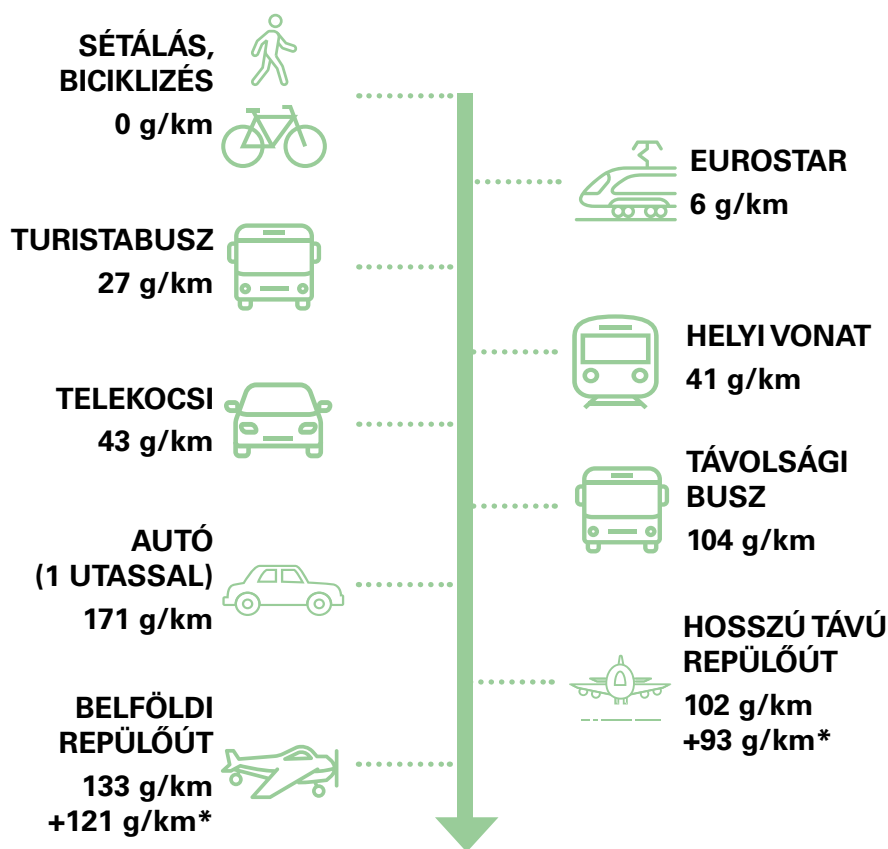 SÉTÁLÁS,
BICIKLIZÉS
0 g/km
EUROSTAR
6 g/km
TURISTABUSZ
27 g/km
HELYI VONAT
41 g/km
TELEKOCSI
43 g/km
TÁVOLSÁGI
BUSZ
104 g/km
AUTÓ
(1 UTASSAL)
171 g/km
HOSSZÚ TÁVÚ
REPÜLŐÚT
102 g/km
+93 g/km*
BELFÖLDI
REPÜLŐÚT
133 g/km
+121 g/km*